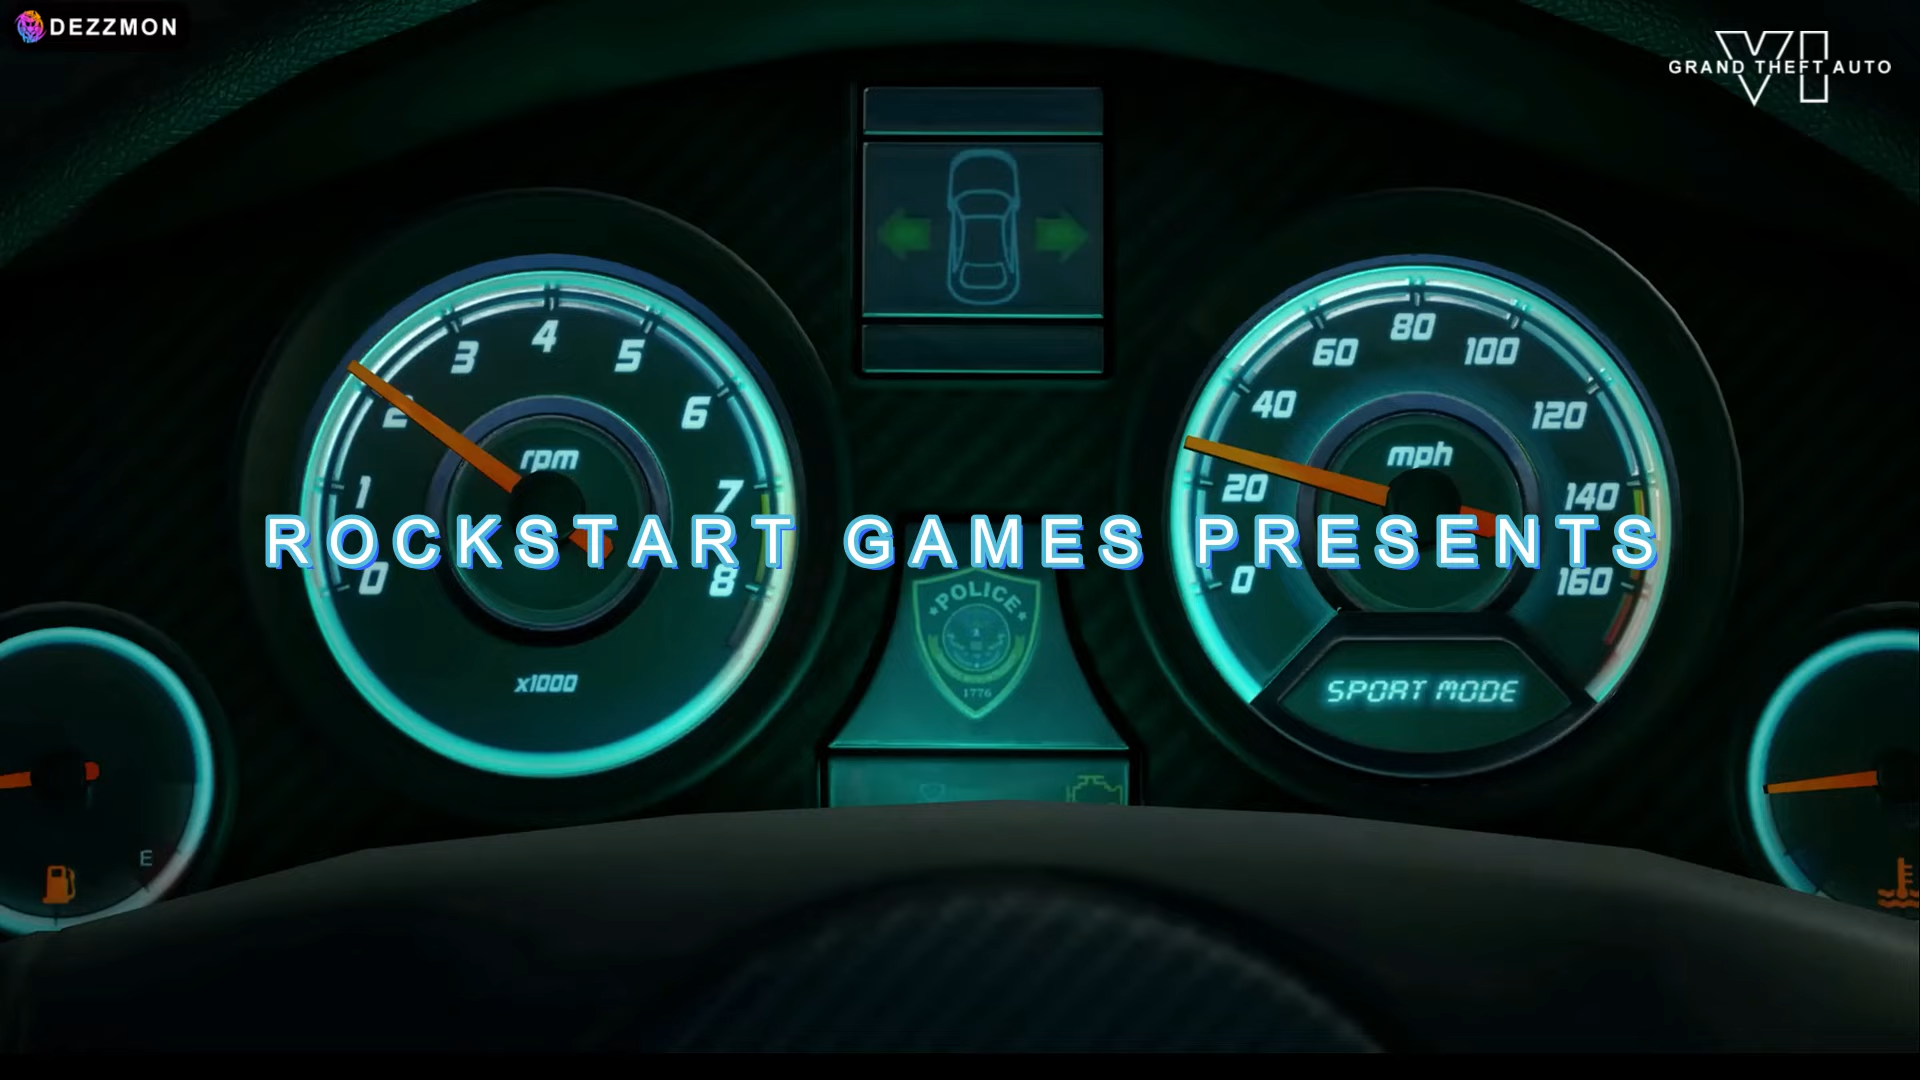 DEZZMON
VI
GRAND THEFT AUTO
4
3
5
2
6
rpm
1
7
0
8
x1000
80
60
100
40
120
mph
20
140
0
160
SPORT MODE
ROCKSTART GAMES PRESENTS
POLICE
1776
E